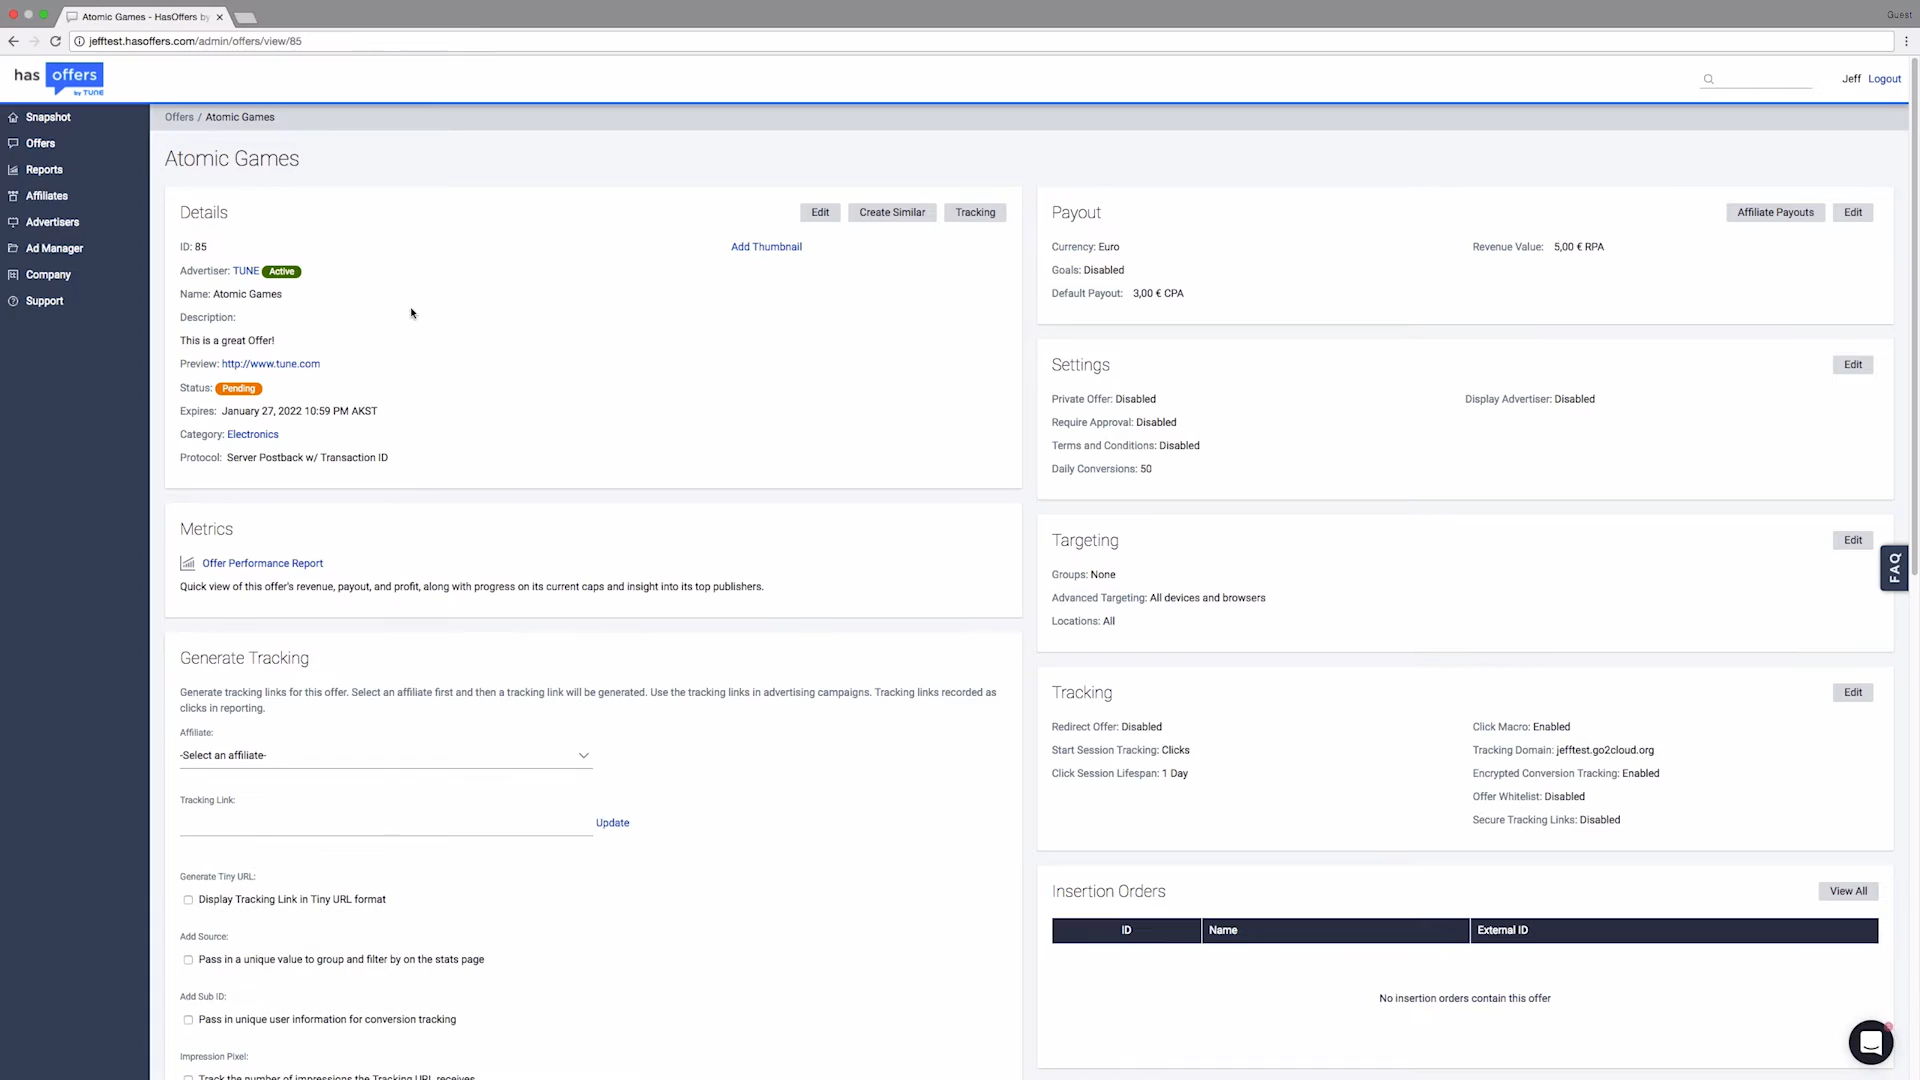 Atomic Games - HasOffers by
Guest
jefftest.hasoffers.com/admin/offers/view/85
has offers
by TUNE
Jeff Logout
Snapshot
Offers
Reports
Affiliates
Advertisers
Ad Manager
Company
Support
Offers / Atomic Games
Atomic Games
Details
Edit
Create Similar
Tracking
ID: 85
Add Thumbnail
Advertiser: TUNE Active
Name: Atomic Games
Description:
This is a great Offer!
Preview: http://www.tune.com
Status: Pending
Expires: January 27, 2022 10:59 PM AKST
Category: Electronics
Protocol: Server Postback w/ Transaction ID
Metrics
Offer Performance Report
Quick view of this offer's revenue, payout, and profit, along with progress on its current caps and insight into its top publishers.
Generate Tracking
Generate tracking links for this offer. Select an affiliate first and then a tracking link will be generated. Use the tracking links in advertising campaigns. Tracking links recorded as
clicks in reporting.
Affiliate:
-Select an affiliate-
Tracking Link:
Update
Generate Tiny URL:
Display Tracking Link in Tiny URL format
Add Source:
Pass in a unique value to group and filter by on the stats page
Add Sub ID:
Pass in unique user information for conversion tracking
Impression Pixel:
Track the number of impressions the Tracking URL receives
Payout
Affiliate Payouts
Edit
Currency: Euro
Revenue Value: 5,00 € RPA
Goals: Disabled
Default Payout: 3,00 € CPA
Settings
Edit
Private Offer: Disabled
Display Advertiser: Disabled
Require Approval: Disabled
Terms and Conditions: Disabled
Daily Conversions: 50
Targeting
Edit
Groups: None
Advanced Targeting: All devices and browsers
Locations: All
FAQ
Tracking
Edit
Redirect Offer: Disabled
Click Macro: Enabled
Start Session Tracking: Clicks
Tracking Domain: jefftest.go2cloud.org
Click Session Lifespan: 1 Day
Encrypted Conversion Tracking: Enabled
Offer Whitelist: Disabled
Secure Tracking Links: Disabled
Insertion Orders
View All
ID
Name
External ID
No insertion orders contain this offer